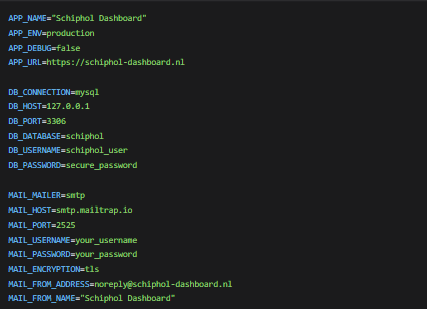 APP_NAME="Schiphol Dashboard"
APP_ENV=production
APP_DEBUG=false
APP_URL=https://schiphol-dashboard.nl
DB_CONNECTION=mysql
DB_HOST=127.0.0.1
DB_PORT=3306
DB_DATABASE=schiphol
DB_USERNAME=schiphol_user
DB_PASSWORD=secure_password
MAIL_MAILER=smtp
MAIL_HOST=smtp.mailtrap.io
MAIL_PORT=2525
MAIL_USERNAME=your_username
MAIL_PASSWORD=your_password
MAIL_ENCRYPTION=tls
MAIL_FROM_ADDRESS=noreply@schiphol-dashboard.nl
MAIL_FROM_NAME="Schiphol Dashboard"